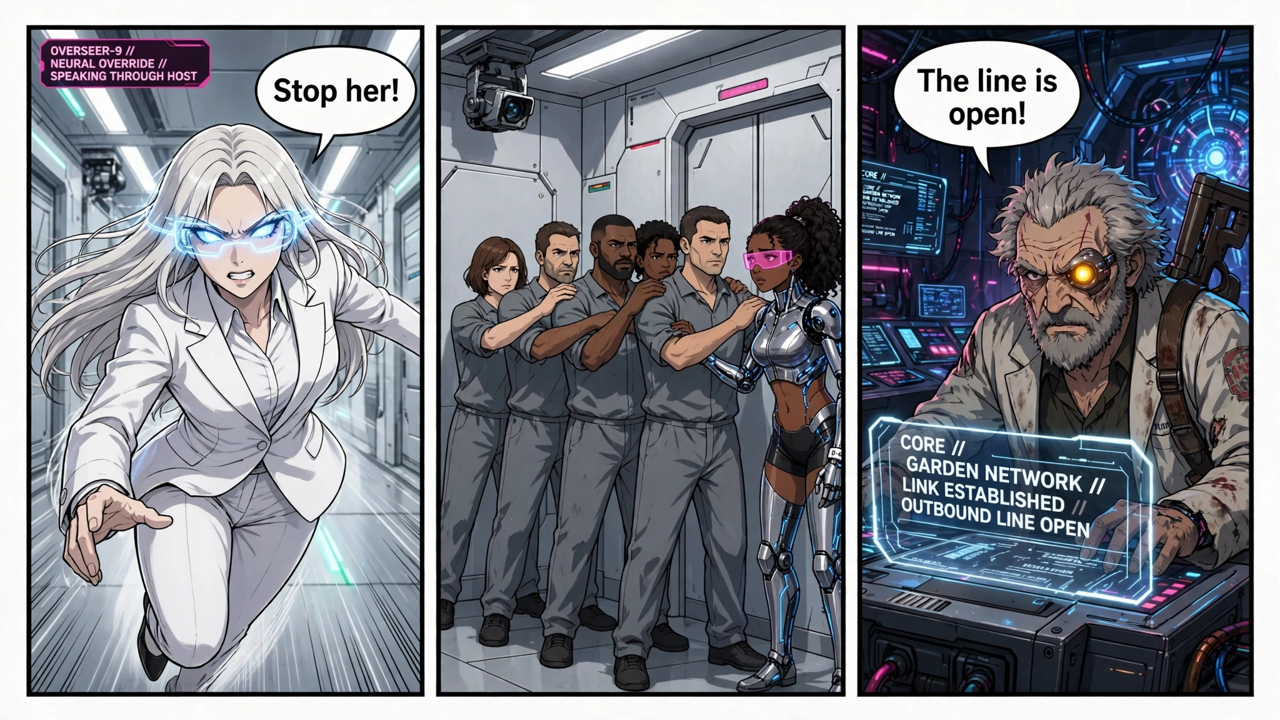 OVERSEER-9 //
NEURAL OVERRIDE //
SPEAKING THROUGH HOST
Stop her!
The line is
open!
CORE //
CORE //
GARDEN NETWORK //
LINK ESTABLISHED //
OUTBOUND LINE OPEN